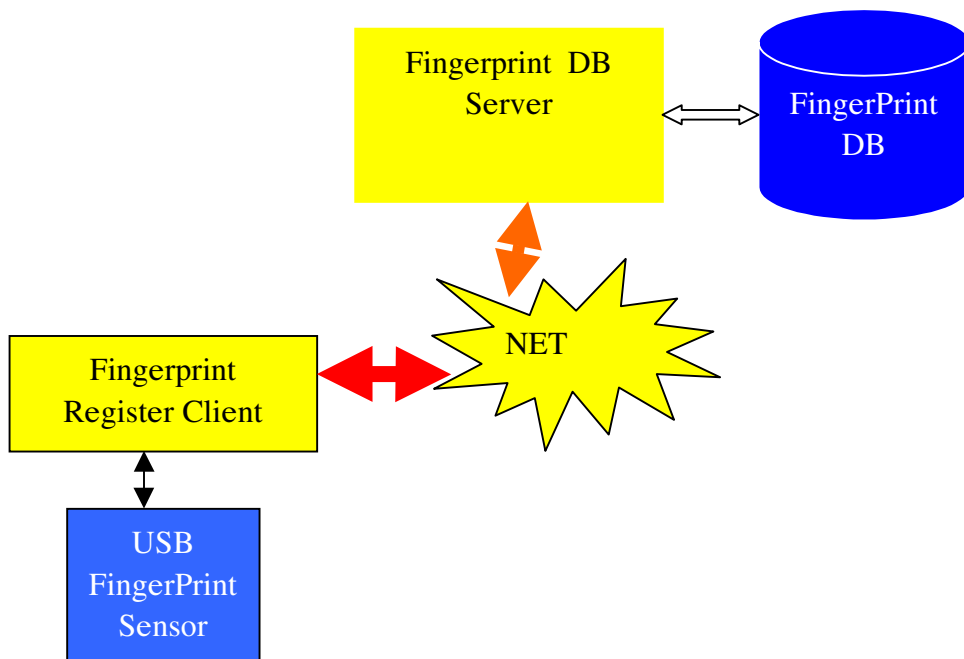 Fingerprint  DB
Server
FingerPrint
DB
NET
Fingerprint
Register Client
USB
FingerPrint
Sensor